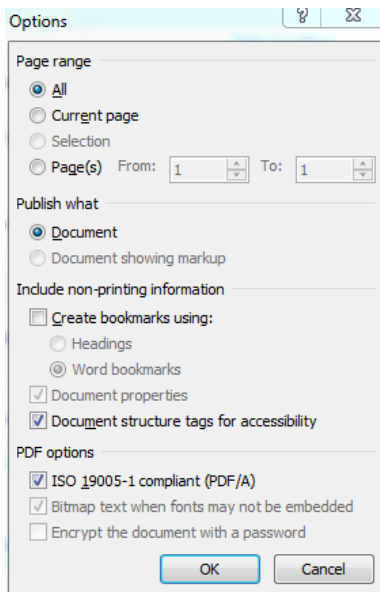 Options
Page range
All
Current page
Selection
Page(s) From: 1 To: 1
Publish what
Document
Document showing markup
Include non-printing information
Create bookmarks using:
Headings
Word bookmarks
Document properties
Document structure tags for accessibility
PDF options
ISO 19005-1 compliant (PDF/A)
Bitmap text when fonts may not be embedded
Encrypt the document with a password
OK Cancel